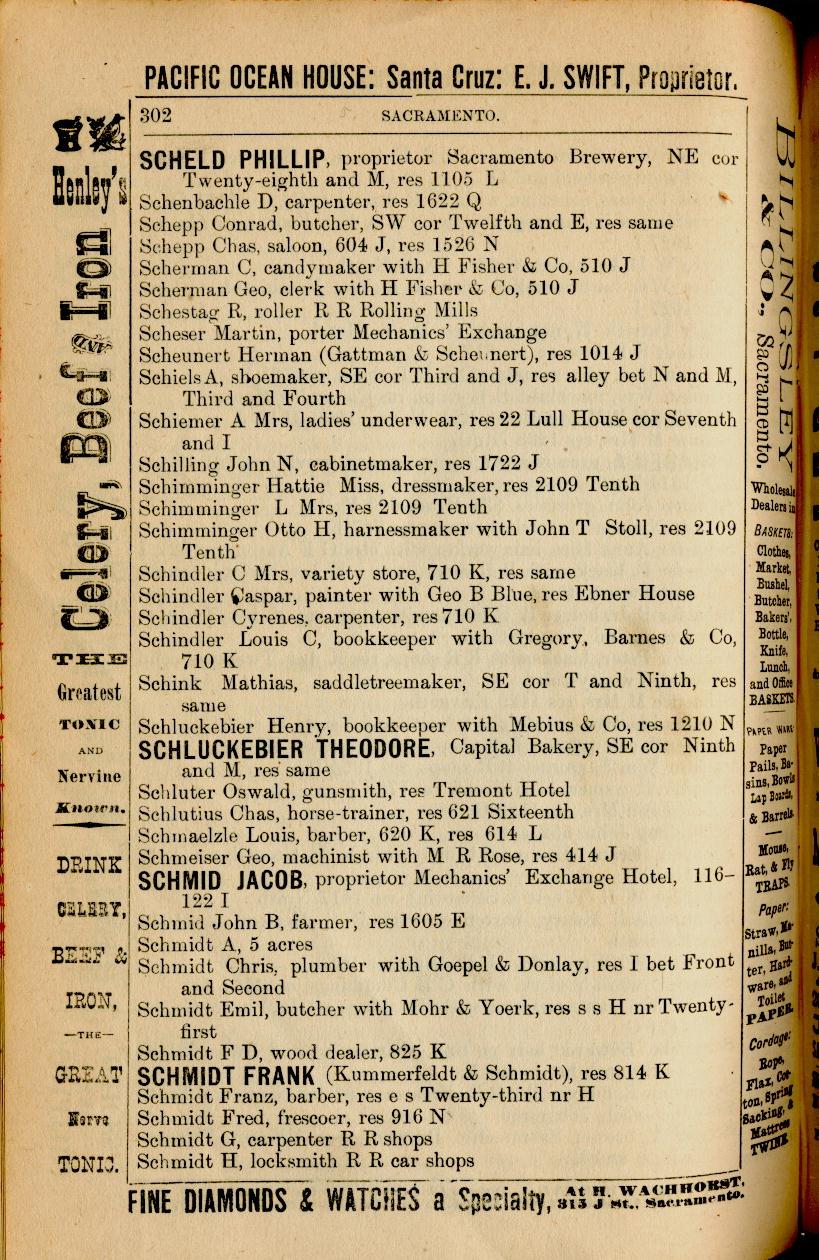 PACIFIC OCEAN HOUSE: Santa Cruz: E. J. SWIFT, Proprietor.
302 SACRAMENTO.
SCHELD PHILLIP, proprietor Sacramento Brewery, NE cor
Twenty-eighth and M, res 1105 L
Schenbachle D, carpenter, res 1622 Q
Schepp Conrad, butcher, SW cor Twelfth and E, res same
Schepp Chas, saloon, 604 J, res 1526 N
Scherman C, candymaker with H Fisher & Co, 510 J
Scherman Geo, clerk with H Fisher & Co, 510 J
Schestag R, roller R R Rolling Mills
Scheser Martin, porter Mechanics' Exchange
Scheunert Herman (Gattman & Scheunert), res 1014 J
Schiels A, shoemaker, SE cor Third and J, res alley bet N and M,
Third and Fourth
Schiemer A Mrs, ladies' underwear, res 22 Lull House cor Seventh
and I
Schilling John N, cabinetmaker, res 1722 J
Schimminger Hattie Miss, dressmaker, res 2109 Tenth
Schimminger L Mrs, res 2109 Tenth
Schimminger Otto H, harnessmaker with John T Stoll, res 2109
Tenth
Schindler C Mrs, variety store, 710 K, res same
Schindler Caspar, painter with Geo B Blue, res Ebner House
Schindler Cyrenes, carpenter, res 710 K
Schindler Louis C, bookkeeper with Gregory, Barnes & Co,
710 K
Schink Mathias, saddletreemaker, SE cor T and Ninth, res
same
Schluckebier Henry, bookkeeper with Mebius & Co, res 1210 N
SCHLUCKEBIER THEODORE, Capital Bakery, SE cor Ninth
and M, res same
Schluter Oswald, gunsmith, res Tremont Hotel
Schlutius Chas, horse-trainer, res 621 Sixteenth
Schmaelzle Louis, barber, 620 K, res 614 L
Schmeiser Geo, machinist with M R Rose, res 414 J
SCHMID JACOB, proprietor Mechanics' Exchange Hotel, 116–
122 I
Schmid John B, farmer, res 1605 E
Schmidt A, 5 acres
Schmidt Chris, plumber with Goepel & Donlay, res I bet Front
and Second
Schmidt Emil, butcher with Mohr & Yoerk, res s s H nr Twenty-
first
Schmidt F D, wood dealer, 825 K
SCHMIDT FRANK (Kummerfeldt & Schmidt), res 814 K
Schmidt Franz, barber, res e s Twenty-third nr H
Schmidt Fred, frescoer, res 916 N
Schmidt G, carpenter R R shops
Schmidt H, locksmith R R car shops
FINE DIAMONDS & WATCHES a Specialty, At H. WACHHORST,
315 J St., Sacramento.
Henley's
Celery, Beef and Iron
THE
Greatest
TONIC
AND
Nervine
Known.
DRINK
CELERY,
BEEF &
IRON,
—THE—
GREAT
Nerve
TONIC.
BILLINGSLEY
& CO., Sacramento.
Wholesale
Dealers in
BASKETS:
Clothes,
Market,
Bushel,
Butcher,
Bakers',
Bottle,
Knife,
Lunch,
and Office
BASKETS.
PAPER WARE:
Paper
Pails, Ba-
sins, Bowls
Lap Boards,
& Barrels.
Mouse,
Rat, & Fly
TRAPS.
Paper:
Straw, Ma-
nilla, But-
ter, Hard-
ware, and
Toilet
PAPER.
Cordage:
Rope,
Flax, Cot-
ton, Spring
Sacking, &
Mattress
TWINE